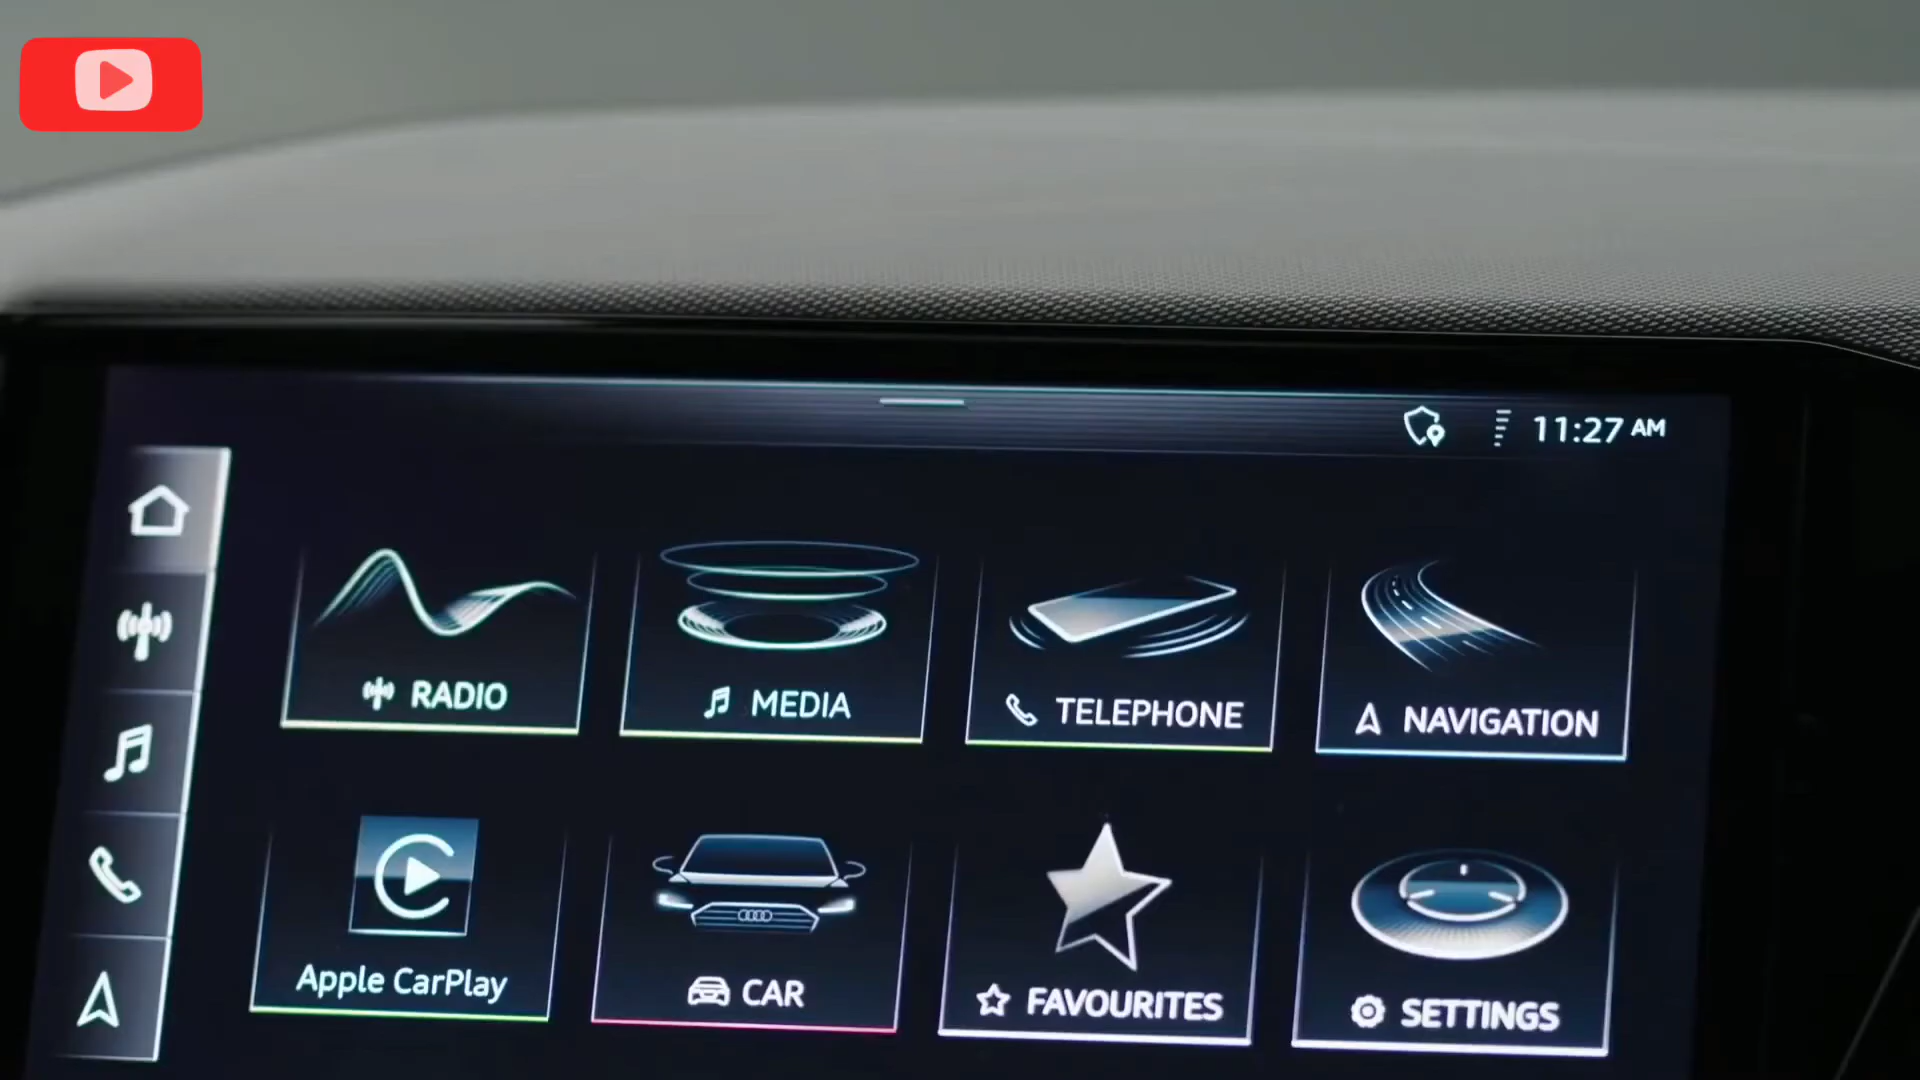 11:27 AM
RADIO
MEDIA
TELEPHONE
NAVIGATION
Apple CarPlay
CAR
FAVOURITES
SETTINGS